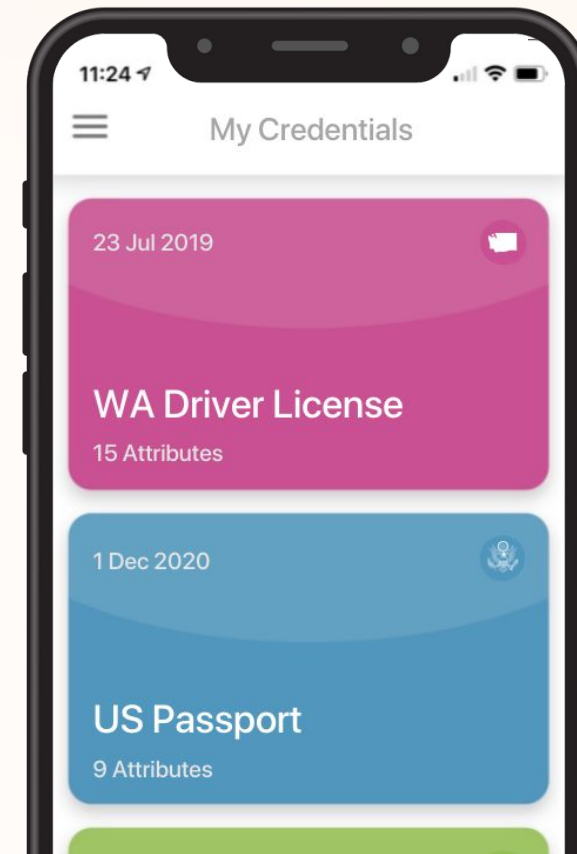 11:24
My Credentials
23 Jul 2019
WA Driver License
15 Attributes
1 Dec 2020
US Passport
9 Attributes